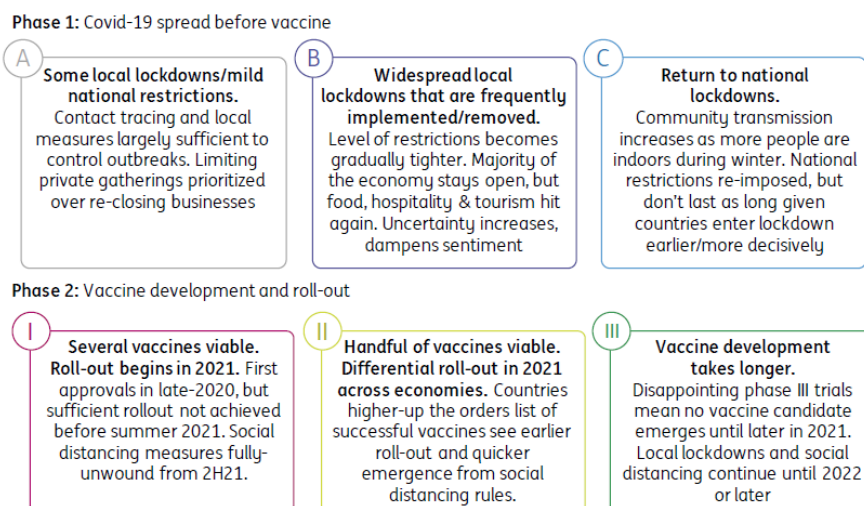 Phase 1: Covid-19 spread before vaccine
A
Some local lockdowns/mild
national restrictions.
Contact tracing and local
measures largely sufficient to
control outbreaks. Limiting
private gatherings prioritized
over re-closing businesses
B
Widespread local
lockdowns that are frequently
implemented/removed.
Level of restrictions becomes
gradually tighter. Majority of
the economy stays open, but
food, hospitality & tourism hit
again. Uncertainty increases,
dampens sentiment
C
Return to national
lockdowns.
Community transmission
increases as more people are
indoors during winter. National
restrictions re-imposed, but
don't last as long given
countries enter lockdown
earlier/more decisively
Phase 2: Vaccine development and roll-out
I
Several vaccines viable.
Roll-out begins in 2021. First
approvals in late-2020, but
sufficient rollout not achieved
before summer 2021. Social
distancing measures fully-
unwound from 2H21.
II
Handful of vaccines viable.
Differential roll-out in 2021
across economies. Countries
higher-up the orders list of
successful vaccines see earlier
roll-out and quicker
emergence from social
distancing rules.
III
Vaccine development
takes longer.
Disappointing phase III trials
mean no vaccine candidate
emerges until later in 2021.
Local lockdowns and social
distancing continue until 2022
or later